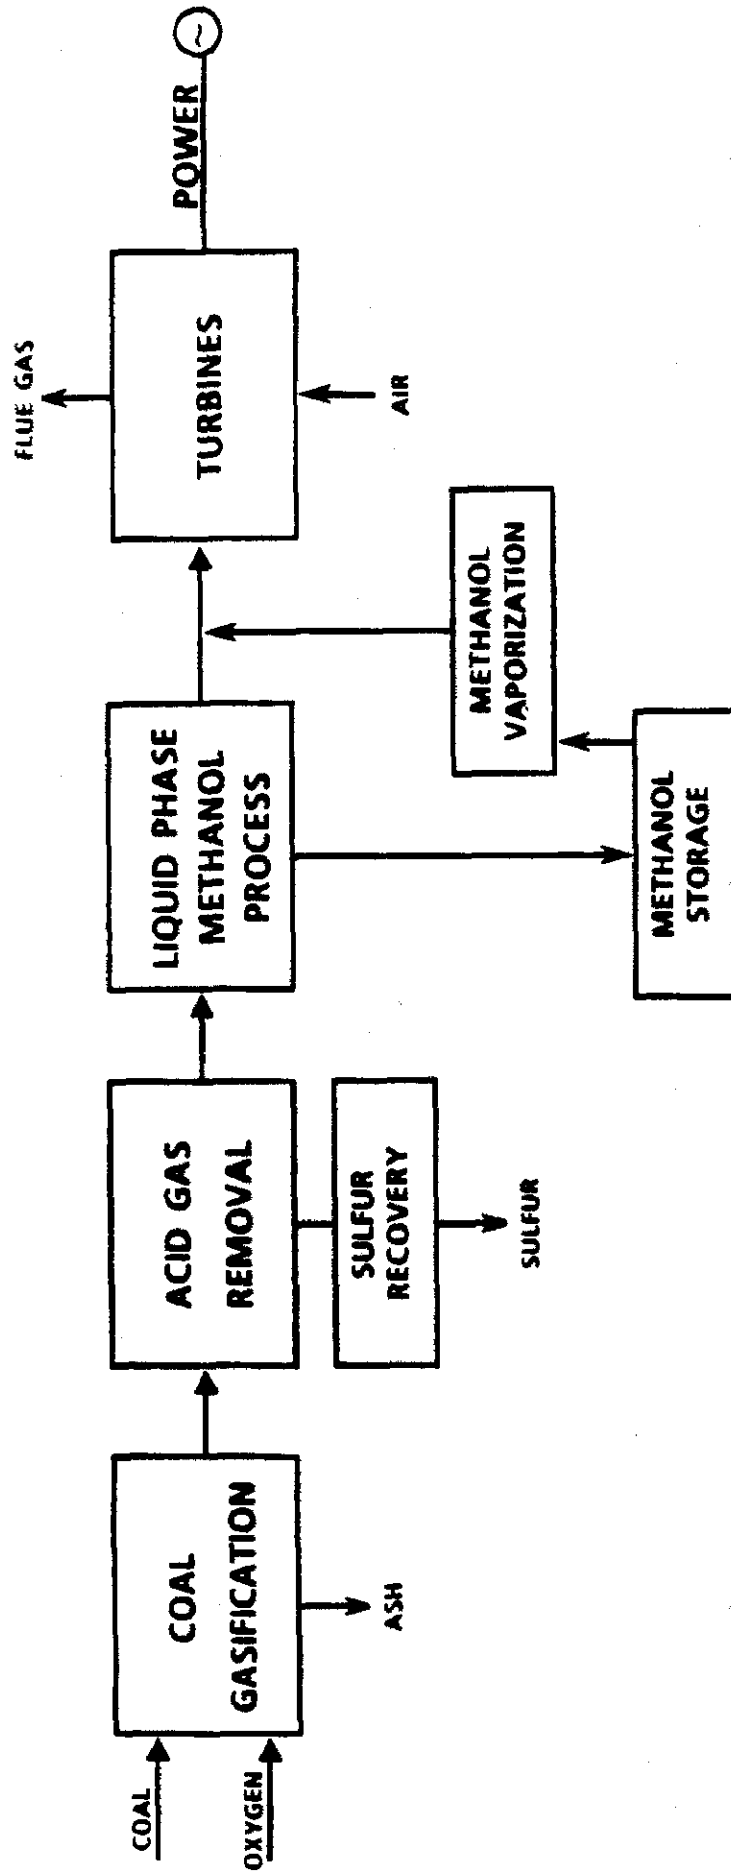 COAL
OXYGEN
COAL
GASIFICATION
ASH
ACID GAS
REMOVAL
SULFUR
RECOVERY
SULFUR
LIQUID PHASE
METHANOL
PROCESS
METHANOL
STORAGE
METHANOL
VAPORIZATION
FLUE GAS
TURBINES
AIR
POWER
~